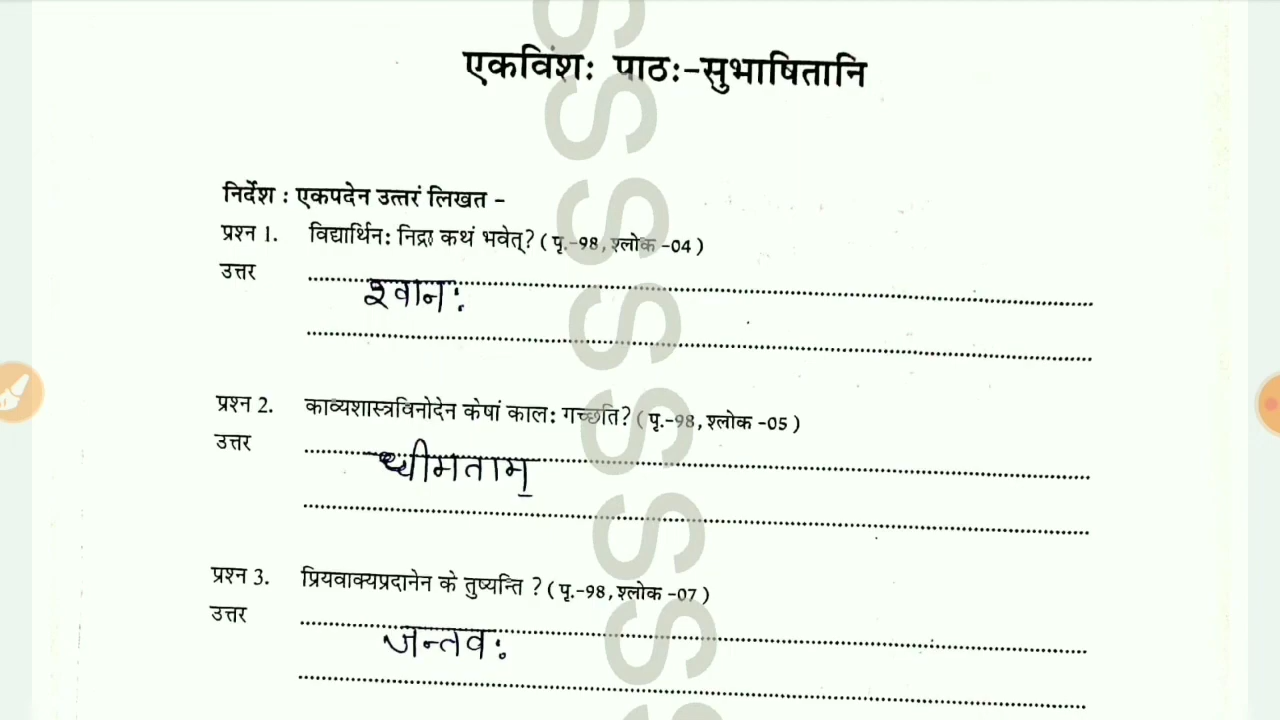 एकविंशः पाठः-सुभाषितानि
निर्देश : एकपदेन उत्तरं लिखत -
प्रश्न 1. विद्यार्थिनः निद्रा कथं भवेत्? ( पृ.-98, श्लोक -04 )
उत्तर
श्वानः
प्रश्न 2. काव्यशास्त्रविनोदेन केषां कालः गच्छति? ( पृ.-98, श्लोक -05 )
उत्तर
धीमताम्
प्रश्न 3. प्रियवाक्यप्रदानेन के तुष्यन्ति ? ( पृ.-98, श्लोक -07 )
उत्तर
जन्तवः
SSSSSSS